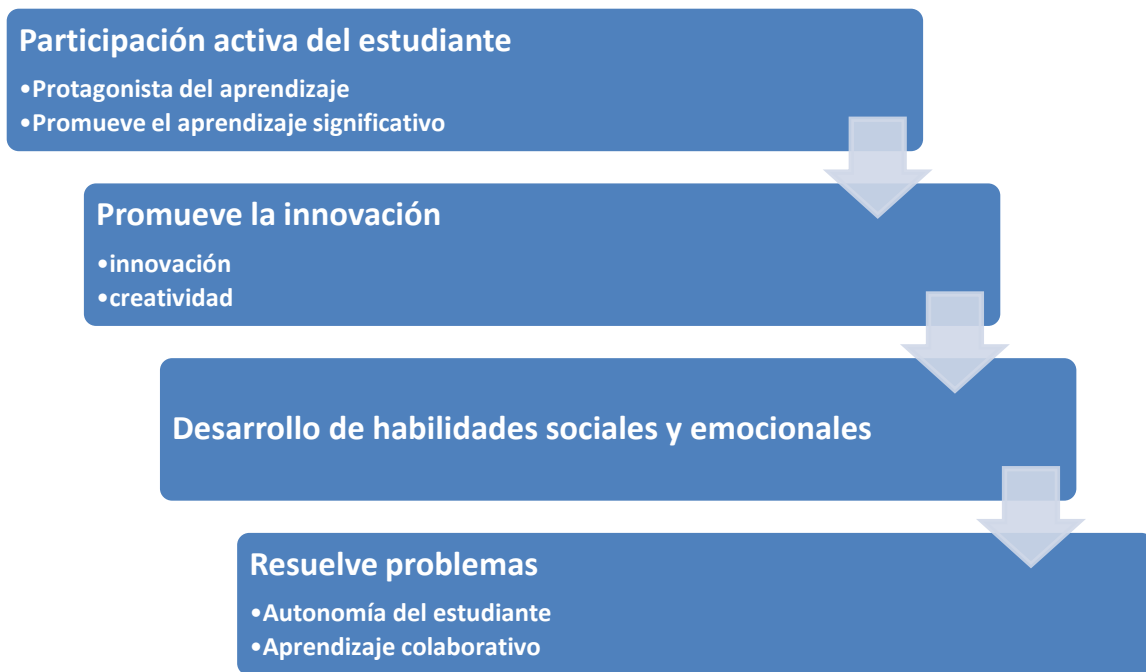 Participación activa del estudiante
•Protagonista del aprendizaje
•Promueve el aprendizaje significativo
Promueve la innovación
•innovación
•creatividad
Desarrollo de habilidades sociales y emocionales
Resuelve problemas
•Autonomía del estudiante
•Aprendizaje colaborativo